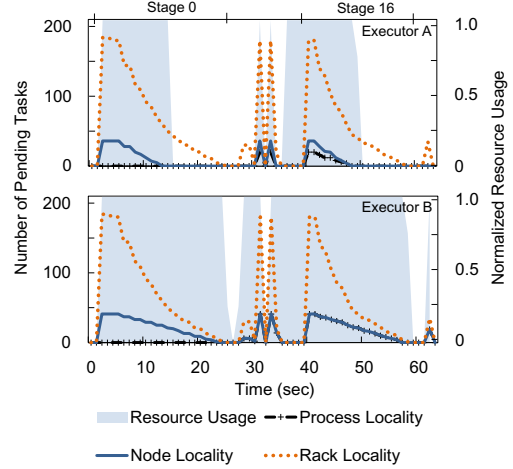 Stage 0 Stage 16
Number of Pending Tasks
Normalized Resource Usage
200 Executor A 1.0
100 0.5
0 0
200 Executor B 1.0
100 0.5
0 0
0 10 20 30 40 50 60
Time (sec)
Resource Usage Process Locality
Node Locality Rack Locality